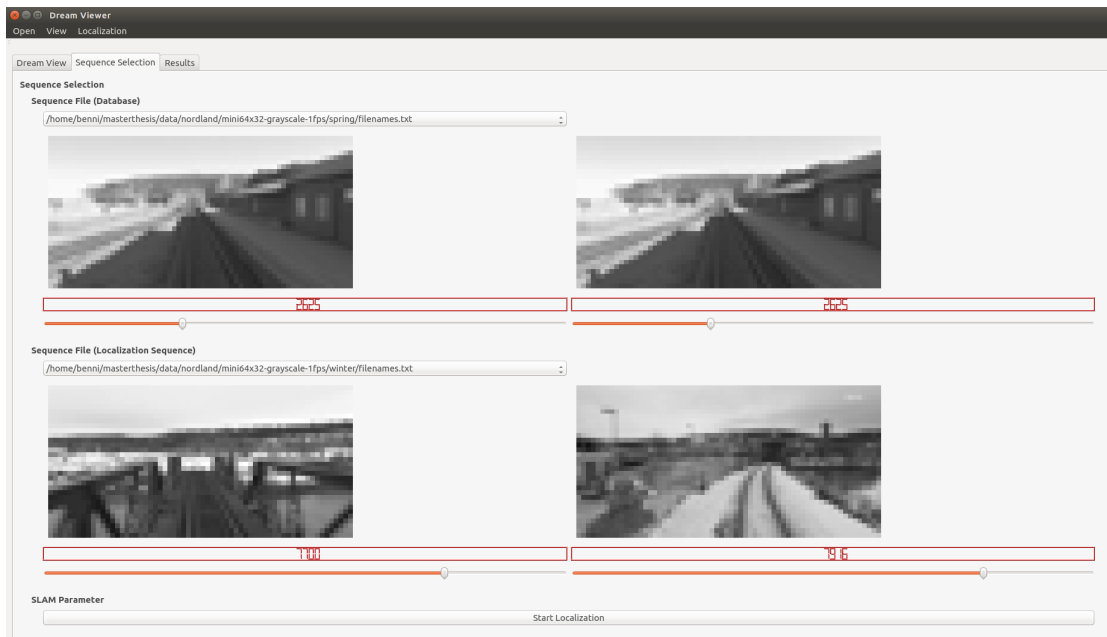 Dream Viewer
Open View Localization
Dream View Sequence Selection Results
Sequence Selection
Sequence File (Database)
/home/benni/masterthesis/data/nordland/mini64x32-grayscale-1fps/spring/filenames.txt
2625 2625
Sequence File (Localization Sequence)
/home/benni/masterthesis/data/nordland/mini64x32-grayscale-1fps/winter/filenames.txt
7700 7916
SLAM Parameter
Start Localization